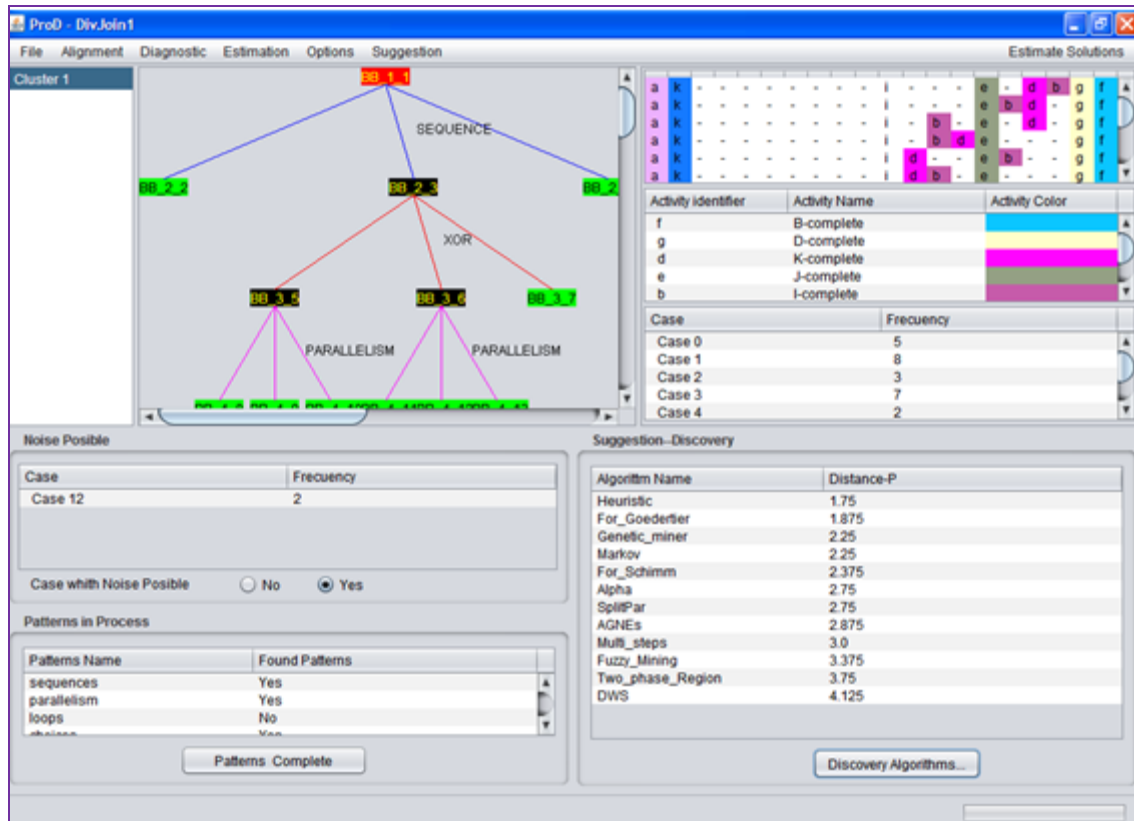 ProD - DivJoin1
File Alignment Diagnostic Estimation Options Suggestion Estimate Solutions
Cluster 1
BB_1_1
SEQUENCE
BB_2_2 BB_2_3 BB_2
XOR
BB_3_5 BB_3_6 BB_3_7
PARALLELISM PARALLELISM
a k - - - - - - - - i - - - e - d b g f
a k - - - - - - - - i - - - e b d - g f
a k - - - - - - - - i - b - e - d - g f
a k - - - - - - - - i - b d e - - - g f
a k - - - - - - - - i d - - e b - - g f
a k - - - - - - - - i d b - e - - - g f
Activity identifier Activity Name Activity Color
f B-complete
g D-complete
d K-complete
e J-complete
b I-complete
Case Frecuency
Case 0 5
Case 1 8
Case 2 3
Case 3 7
Case 4 2
Noise Posible
Case Frecuency
Case 12 2
Case whith Noise Posible No Yes
Patterns in Process
Patterns Name Found Patterns
sequences Yes
parallelism Yes
loops No
choices Yes
Patterns Complete
Suggestion--Discovery
Algorittm Name Distance-P
Heuristic 1.75
For_Goedertier 1.875
Genetic_miner 2.25
Markov 2.25
For_Schimm 2.375
Alpha 2.75
SplitPar 2.75
AGNEs 2.875
Multi_steps 3.0
Fuzzy_Mining 3.375
Two_phase_Region 3.75
DWS 4.125
Discovery Algorithms...